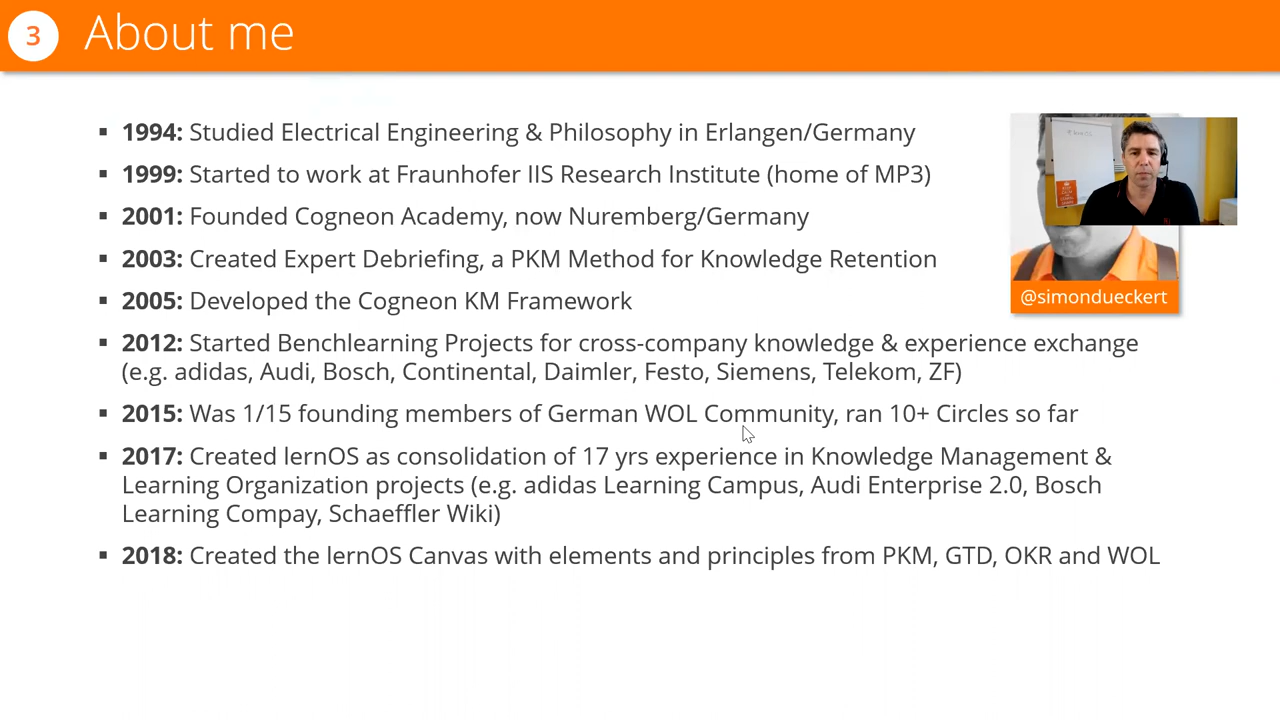 3
About me
▪ 1994: Studied Electrical Engineering & Philosophy in Erlangen/Germany
▪ 1999: Started to work at Fraunhofer IIS Research Institute (home of MP3)
▪ 2001: Founded Cogneon Academy, now Nuremberg/Germany
▪ 2003: Created Expert Debriefing, a PKM Method for Knowledge Retention
▪ 2005: Developed the Cogneon KM Framework
▪ 2012: Started Benchlearning Projects for cross-company knowledge & experience exchange
(e.g. adidas, Audi, Bosch, Continental, Daimler, Festo, Siemens, Telekom, ZF)
▪ 2015: Was 1/15 founding members of German WOL Community, ran 10+ Circles so far
▪ 2017: Created lernOS as consolidation of 17 yrs experience in Knowledge Management &
Learning Organization projects (e.g. adidas Learning Campus, Audi Enterprise 2.0, Bosch
Learning Compay, Schaeffler Wiki)
▪ 2018: Created the lernOS Canvas with elements and principles from PKM, GTD, OKR and WOL
@simondueckert